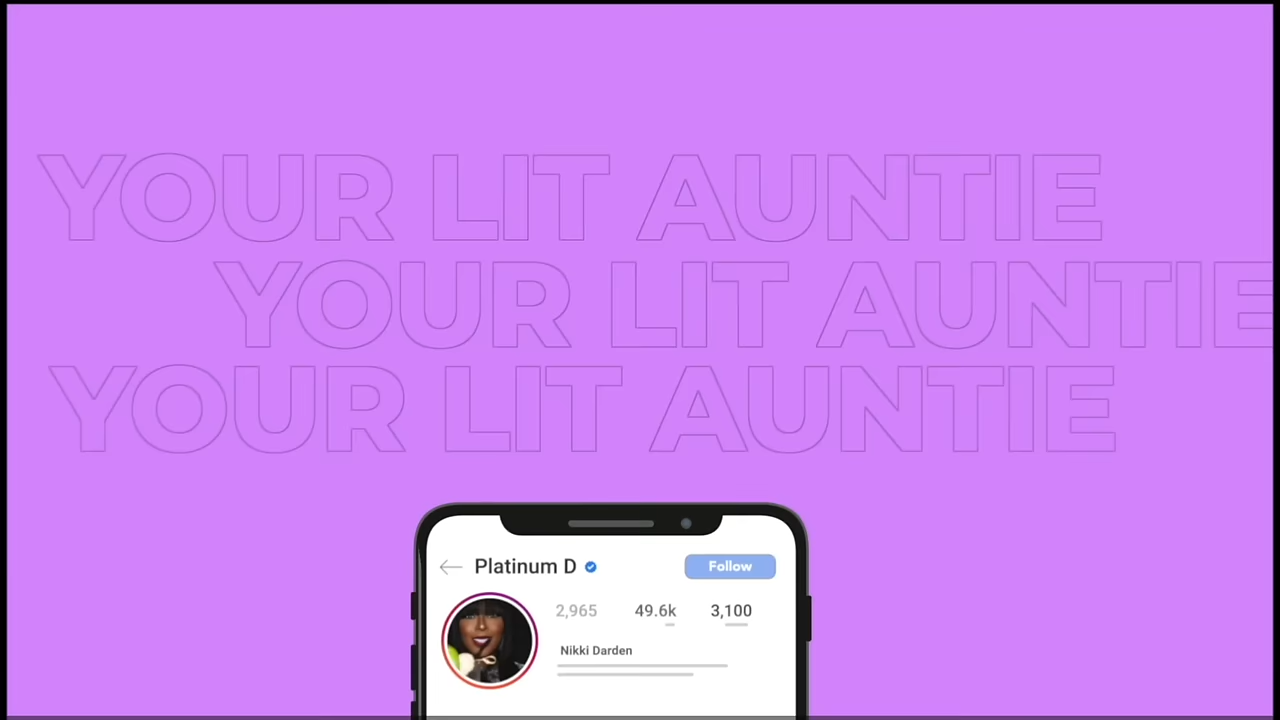 YOUR LIT AUNTIE
YOUR LIT AUNTIE
YOUR LIT AUNTIE
Platinum D
Follow
2,965 49.6k 3,100
Nikki Darden